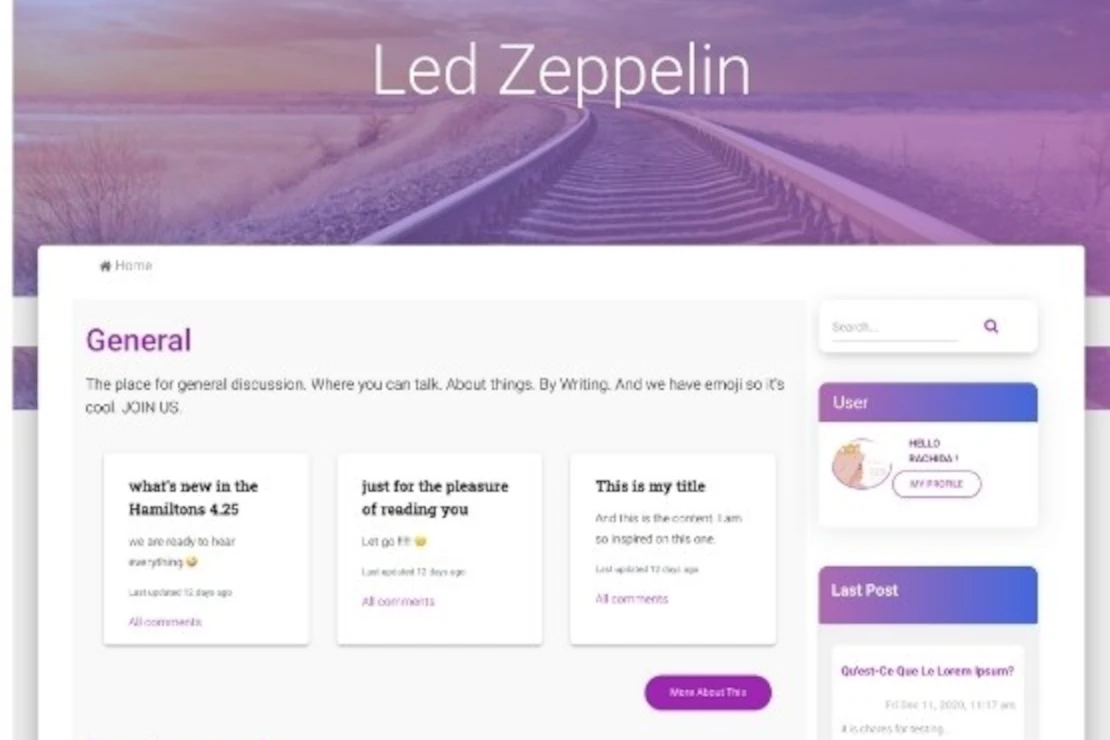 Led Zeppelin
Home
General
The place for general discussion. Where you can talk. About things. By Writing. And we have emoji so it's
cool. JOIN US.
what's new in the
Hamiltons 4.25
we are ready to hear
everything 🤣
Last updated 12 days ago
All comments
just for the pleasure
of reading you
Let go !!! 😄
Last updated 12 days ago
All comments
This is my title
And this is the content. I am
so inspired on this one.
Last updated 12 days ago
All comments
More About This
Search...
User
HELLO
RACHIDA !
MY PROFILE
Last Post
Qu'est-Ce Que Le Lorem Ipsum?
Fri Dec 11, 2020, 11:17 am
it is chares for testing...